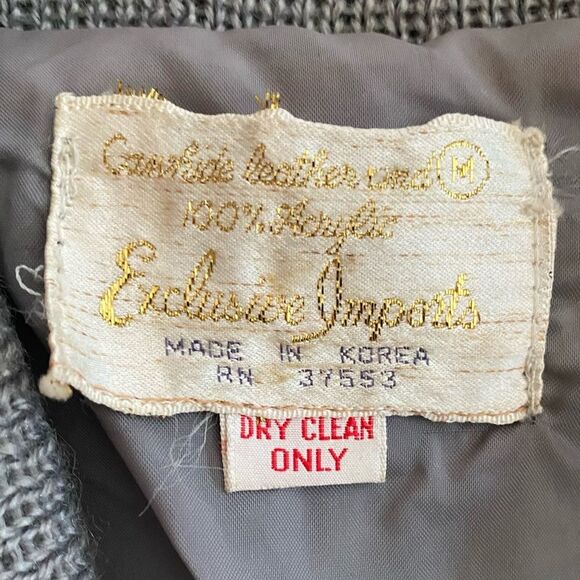 Cowhide leather and M
100% Acrylic
Exclusive Imports
MADE IN KOREA
RN 37553
DRY CLEAN
ONLY